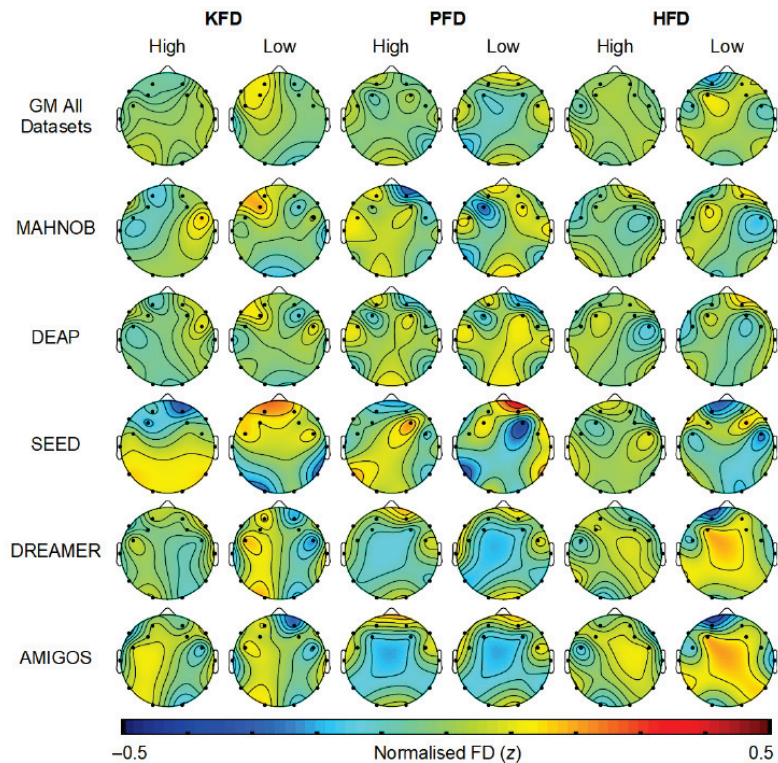 KFD PFD HFD
High Low High Low High Low
GM All
Datasets
MAHNOB
DEAP
SEED
DREAMER
AMIGOS
–0.5 Normalised FD (z) 0.5